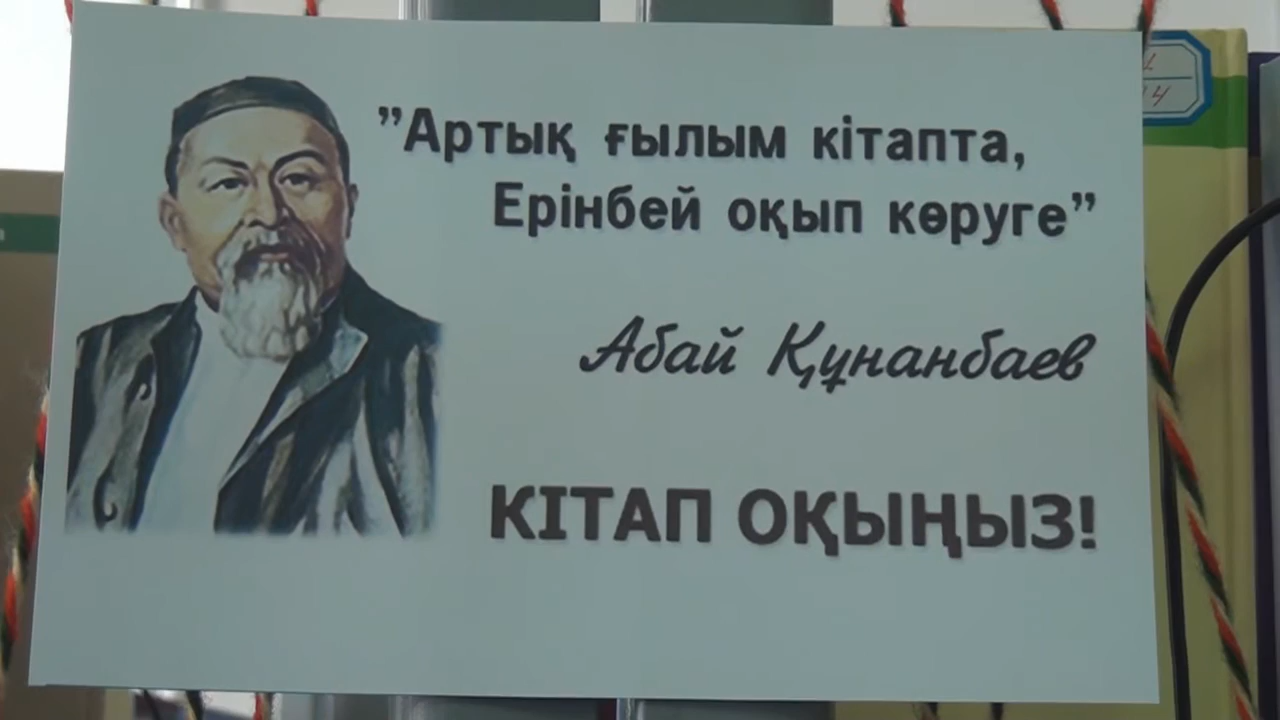 ”Артық ғылым кітапта,
Ерінбей оқып көруге”
Абай Құнанбаев
КІТАП ОҚЫҢЫЗ!